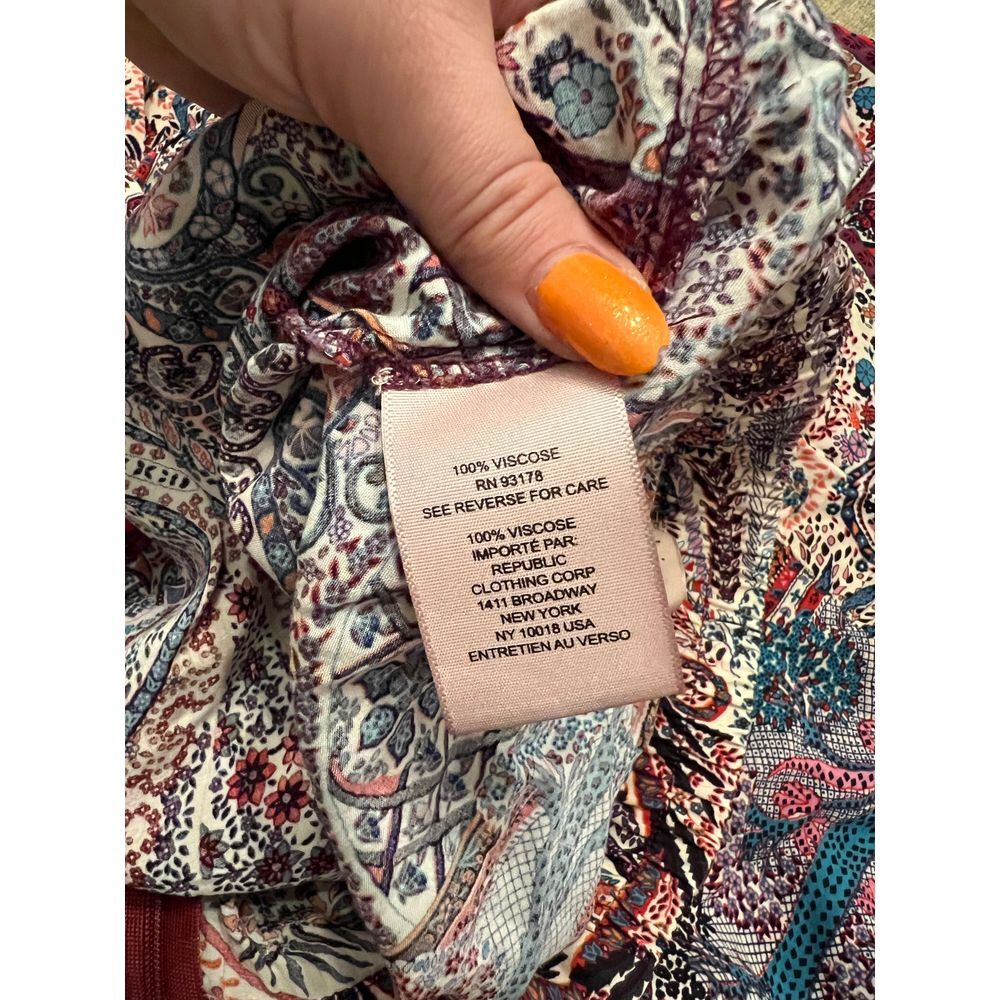 100% VISCOSE
RN 93178
SEE REVERSE FOR CARE
100% VISCOSE
IMPORTÉ PAR:
REPUBLIC
CLOTHING CORP
1411 BROADWAY
NEW YORK
NY 10018 USA
ENTRETIEN AU VERSO